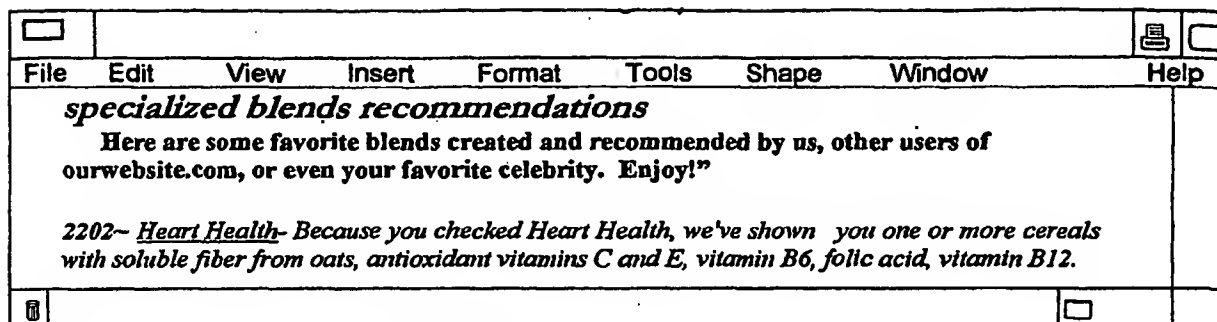 File Edit View Insert Format Tools Shape Window Help
specialized blends recommendations
Here are some favorite blends created and recommended by us, other users of
ourwebsite.com, or even your favorite celebrity. Enjoy!”
2202~ Heart Health- Because you checked Heart Health, we've shown you one or more cereals
with soluble fiber from oats, antioxidant vitamins C and E, vitamin B6, folic acid, vitamin B12.